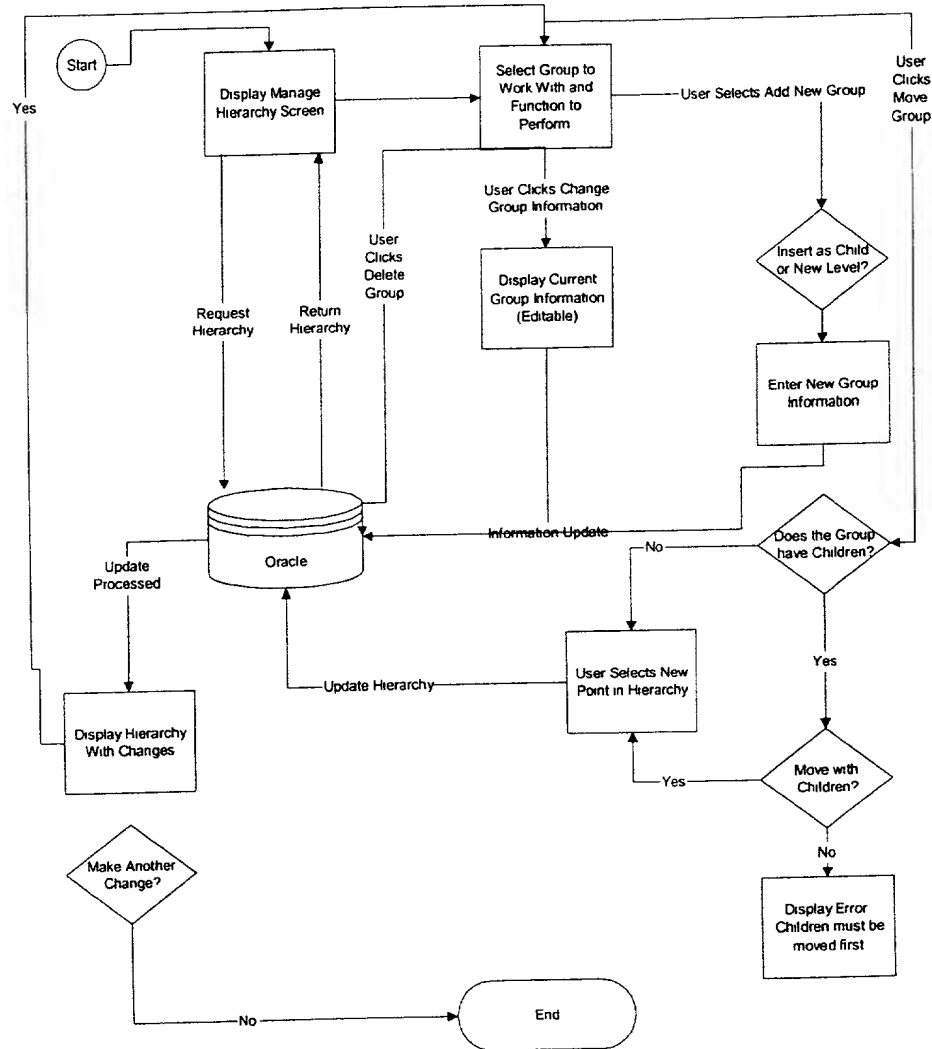 Start
Yes
Display Manage
Hierarchy Screen
Select Group to
Work With and
Function to
Perform
User Selects Add New Group
User
Clicks
Move
Group
User Clicks Change
Group Information
User
Clicks
Delete
Group
Insert as Child
or New Level?
Display Current
Group Information
(Editable)
Request
Hierarchy
Return
Hierarchy
Enter New Group
Information
Oracle
Information Update
Does the Group
have Children?
No
Update
Processed
Yes
User Selects New
Point in Hierarchy
Update Hierarchy
Display Hierarchy
With Changes
Move with
Children?
Yes
No
Make Another
Change?
Display Error
Children must be
moved first
No
End